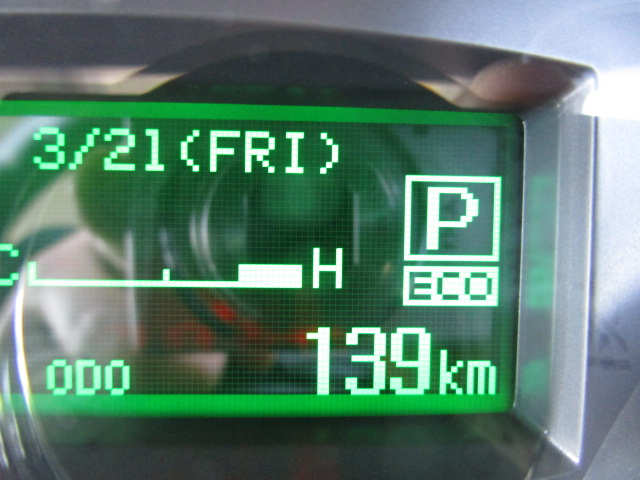 3/21(FRI)
P
C H
ECO
ODO 139km